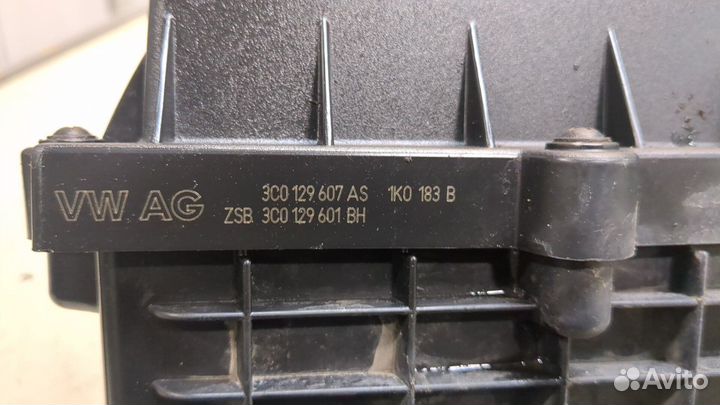 VW AG
3C0 129 607 AS 1K0 183 B
ZSB. 3C0 129 601 BH
Avito